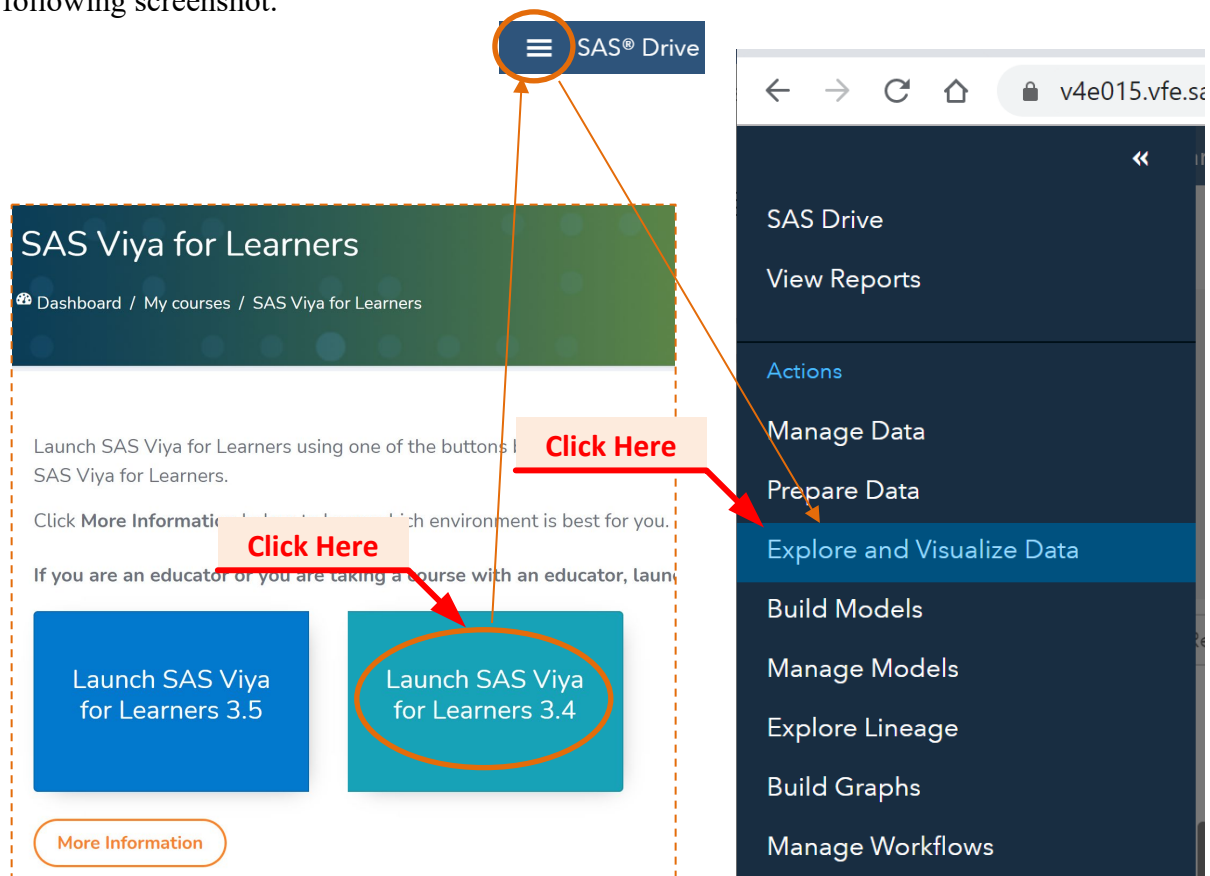 following screenshot.
SAS® Drive
v4e015.vfe.sa
SAS Viya for Learners
Dashboard / My courses / SAS Viya for Learners
Launch SAS Viya for Learners using one of the buttons
SAS Viya for Learners.
Click More Informatio environment is best for you.
If you are an educator or you are taking a course with an educator, laun
Click Here
Click Here
Launch SAS Viya
for Learners 3.5
Launch SAS Viya
for Learners 3.4
More Information
«
SAS Drive
View Reports
Actions
Manage Data
Prepare Data
Explore and Visualize Data
Build Models
Manage Models
Explore Lineage
Build Graphs
Manage Workflows